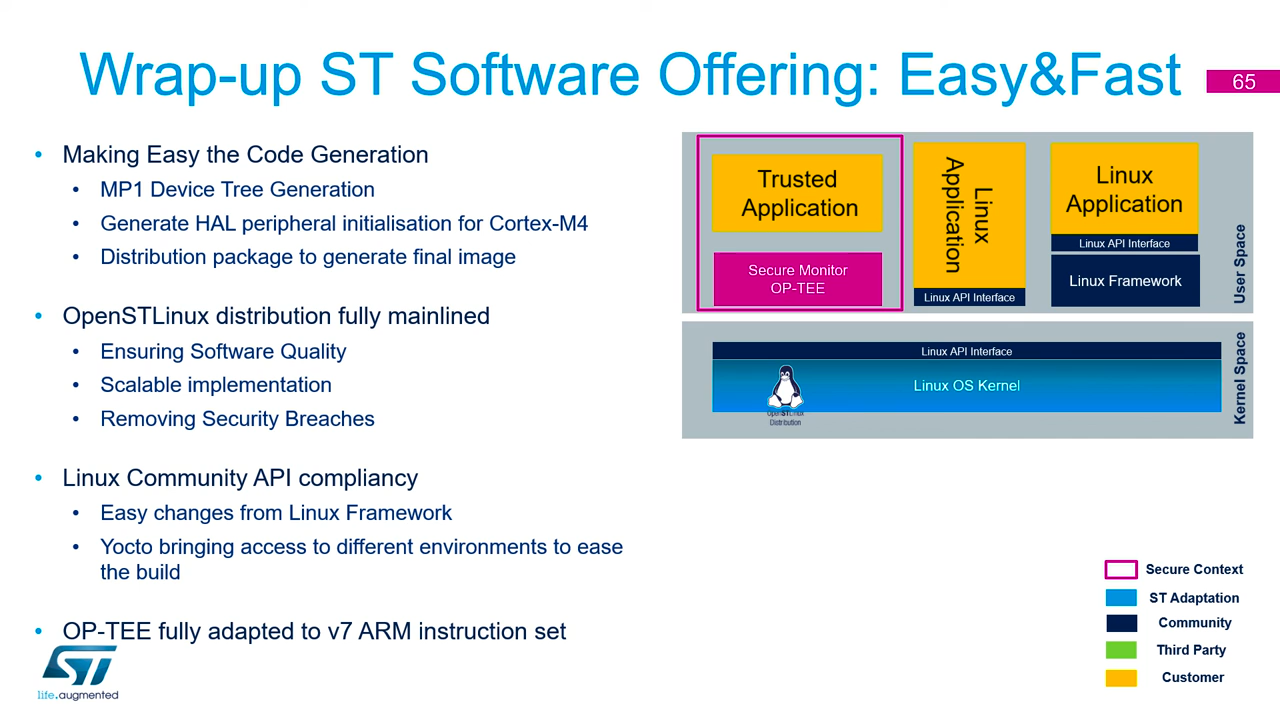 Wrap-up ST Software Offering: Easy&Fast
65
• Making Easy the Code Generation
• MP1 Device Tree Generation
• Generate HAL peripheral initialisation for Cortex-M4
• Distribution package to generate final image
• OpenSTLinux distribution fully mainlined
• Ensuring Software Quality
• Scalable implementation
• Removing Security Breaches
• Linux Community API compliancy
• Easy changes from Linux Framework
• Yocto bringing access to different environments to ease
the build
• OP-TEE fully adapted to v7 ARM instruction set
Trusted
Application
Secure Monitor
OP-TEE
Linux
Application
Linux API Interface
Linux
Application
Linux API Interface
Linux Framework
User Space
Linux API Interface
Linux OS Kernel
OpenSTLinux
Distribution
Kernel Space
Secure Context
ST Adaptation
Community
Third Party
Customer
ST
life.augmented